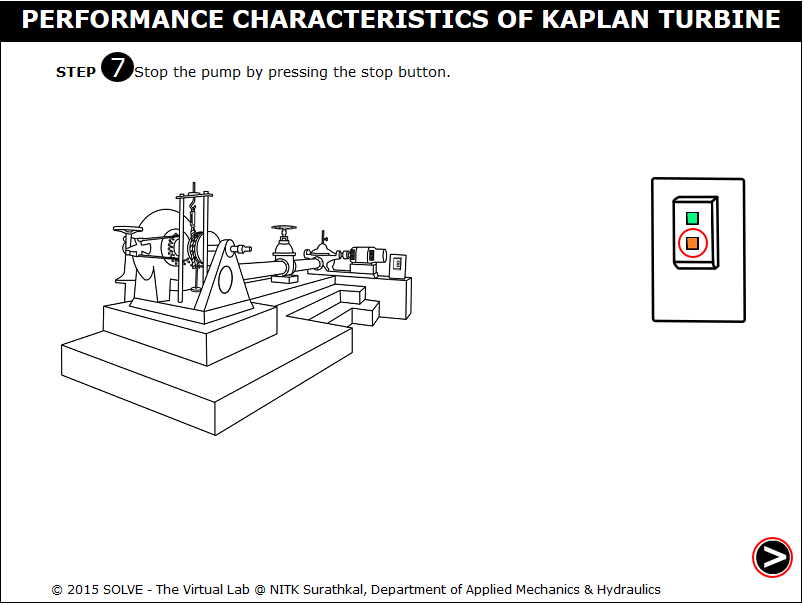 PERFORMANCE CHARACTERISTICS OF KAPLAN TURBINE
STEP 7 Stop the pump by pressing the stop button.
>
© 2015 SOLVE - The Virtual Lab @ NITK Surathkal, Department of Applied Mechanics & Hydraulics